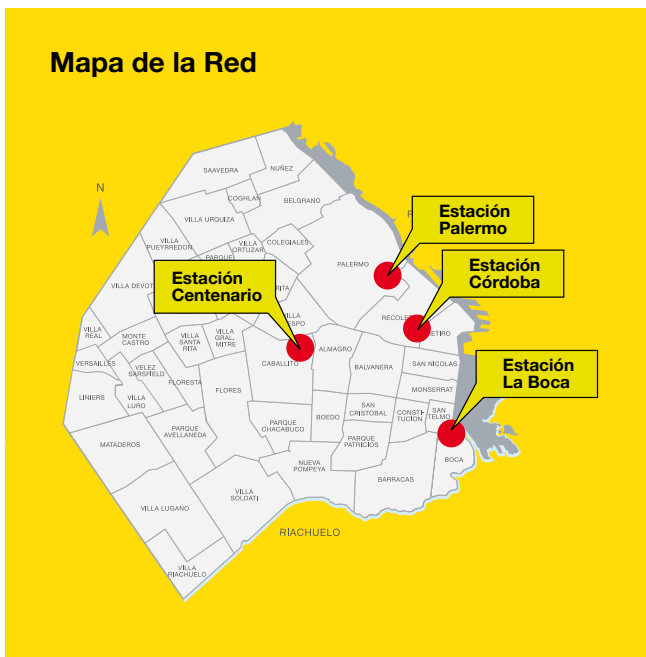 Mapa de la Red
N
SAAVEDRA
NUÑEZ
COGHLAN
BELGRANO
VILLA URQUIZA
VILLA
PUEYRREDON
VILLA
ORTUZAR
COLEGIALES
PARQUE
Estación
Palermo
PALERMO
VILLA DEVOTO
Estación
Centenario
Estación
Córdoba
RECOLETA
RETIRO
VILLA
REAL
MONTE
CASTRO
VILLA
SANTA
RITA
VILLA
GRAL.
MITRE
VILLA
CABALLITO
ALMAGRO
BALVANERA
SAN NICOLAS
VERSAILLES
VELEZ
SARSFIELD
FLORESTA
FLORES
MONSERRAT
Estación
La Boca
LINIERS
VILLA
LURO
BOEDO
SAN
CRISTOBAL
CONSTI-
TUCIÓN
SAN
TELMO
PARQUE
AVELLANEDA
PARQUE
CHACABUCO
PARQUE
PATRICIOS
MATADEROS
NUEVA
POMPEYA
BOCA
BARRACAS
VILLA
SOLDATI
VILLA LUGANO
RIACHUELO
VILLA
RIACHUELO